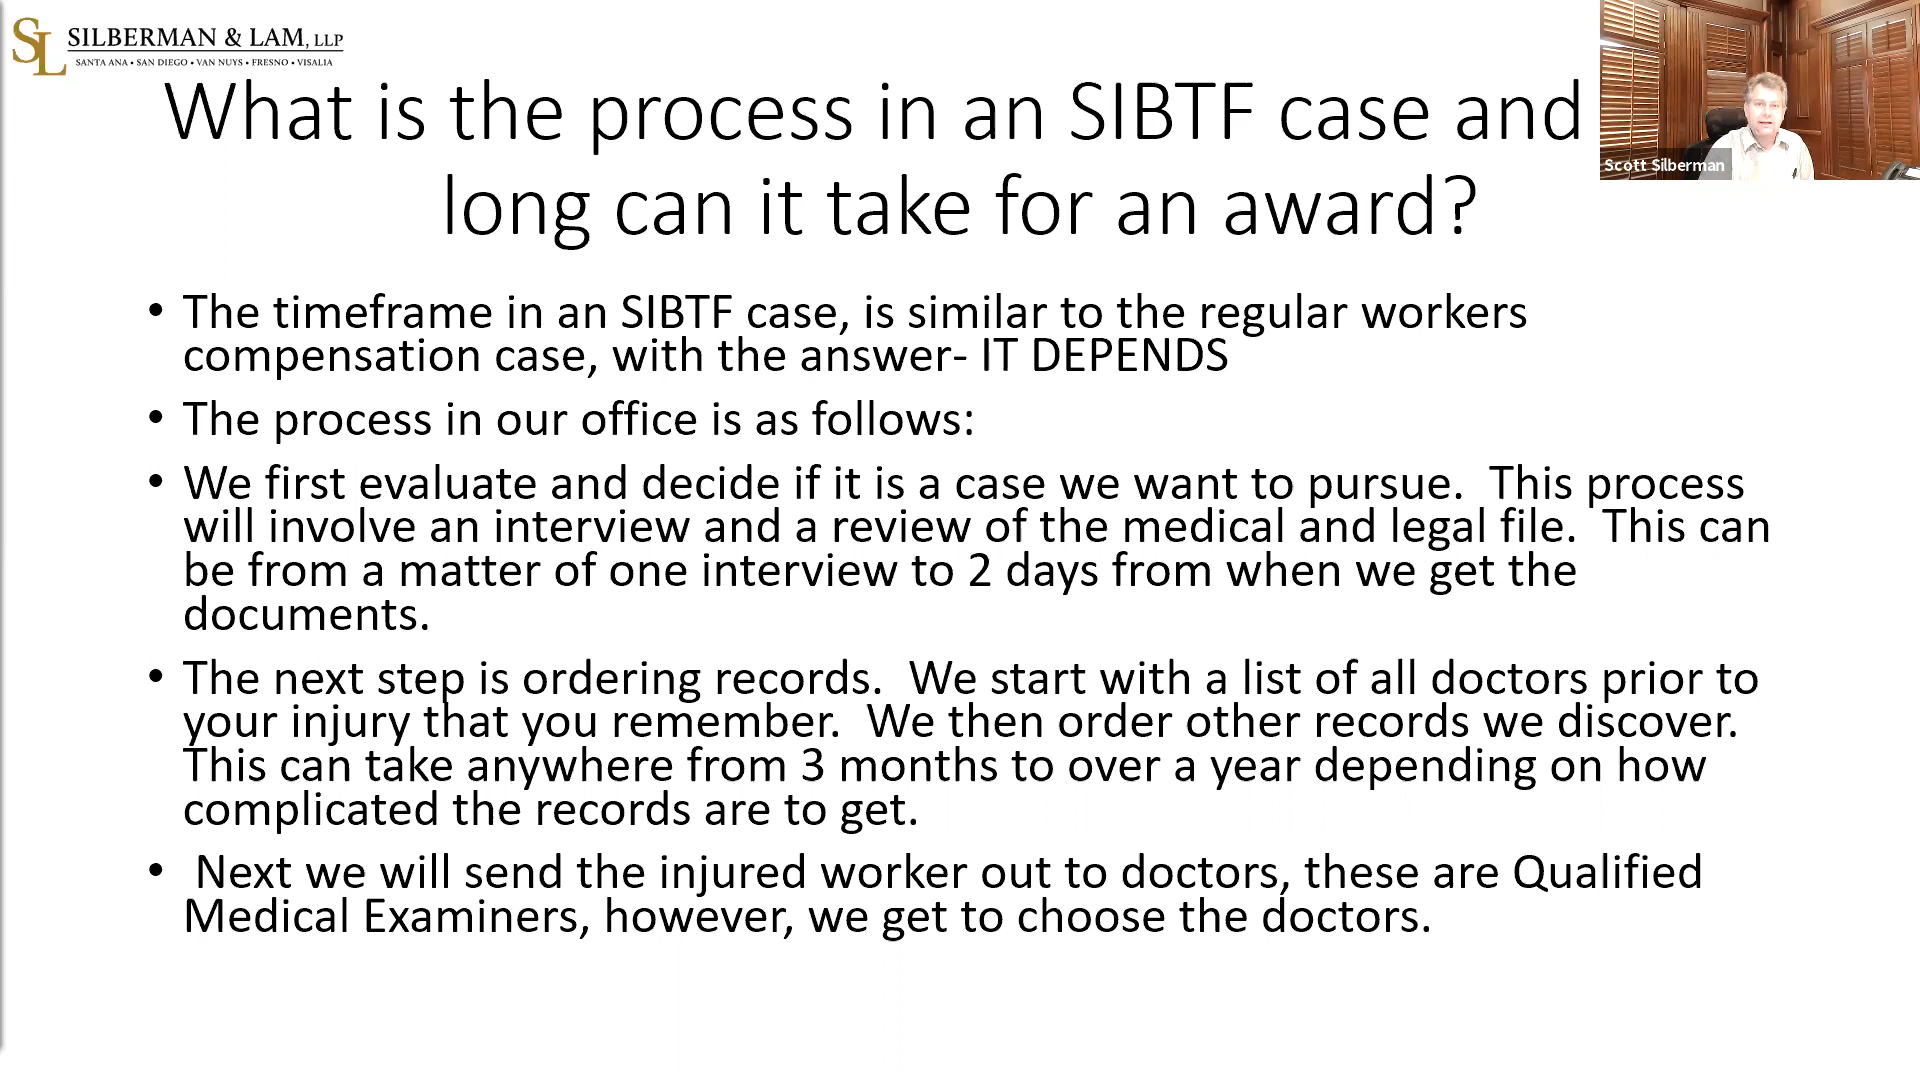 SL SILBERMAN & LAM, LLP
SANTA ANA • SAN DIEGO • VAN NUYS • FRESNO • VISALIA
What is the process in an SIBTF case and
long can it take for an award?
Scott Silberman
• The timeframe in an SIBTF case, is similar to the regular workers
compensation case, with the answer- IT DEPENDS
• The process in our office is as follows:
• We first evaluate and decide if it is a case we want to pursue.  This process
will involve an interview and a review of the medical and legal file.  This can
be from a matter of one interview to 2 days from when we get the
documents.
• The next step is ordering records.  We start with a list of all doctors prior to
your injury that you remember.  We then order other records we discover.
This can take anywhere from 3 months to over a year depending on how
complicated the records are to get.
• Next we will send the injured worker out to doctors, these are Qualified
Medical Examiners, however, we get to choose the doctors.